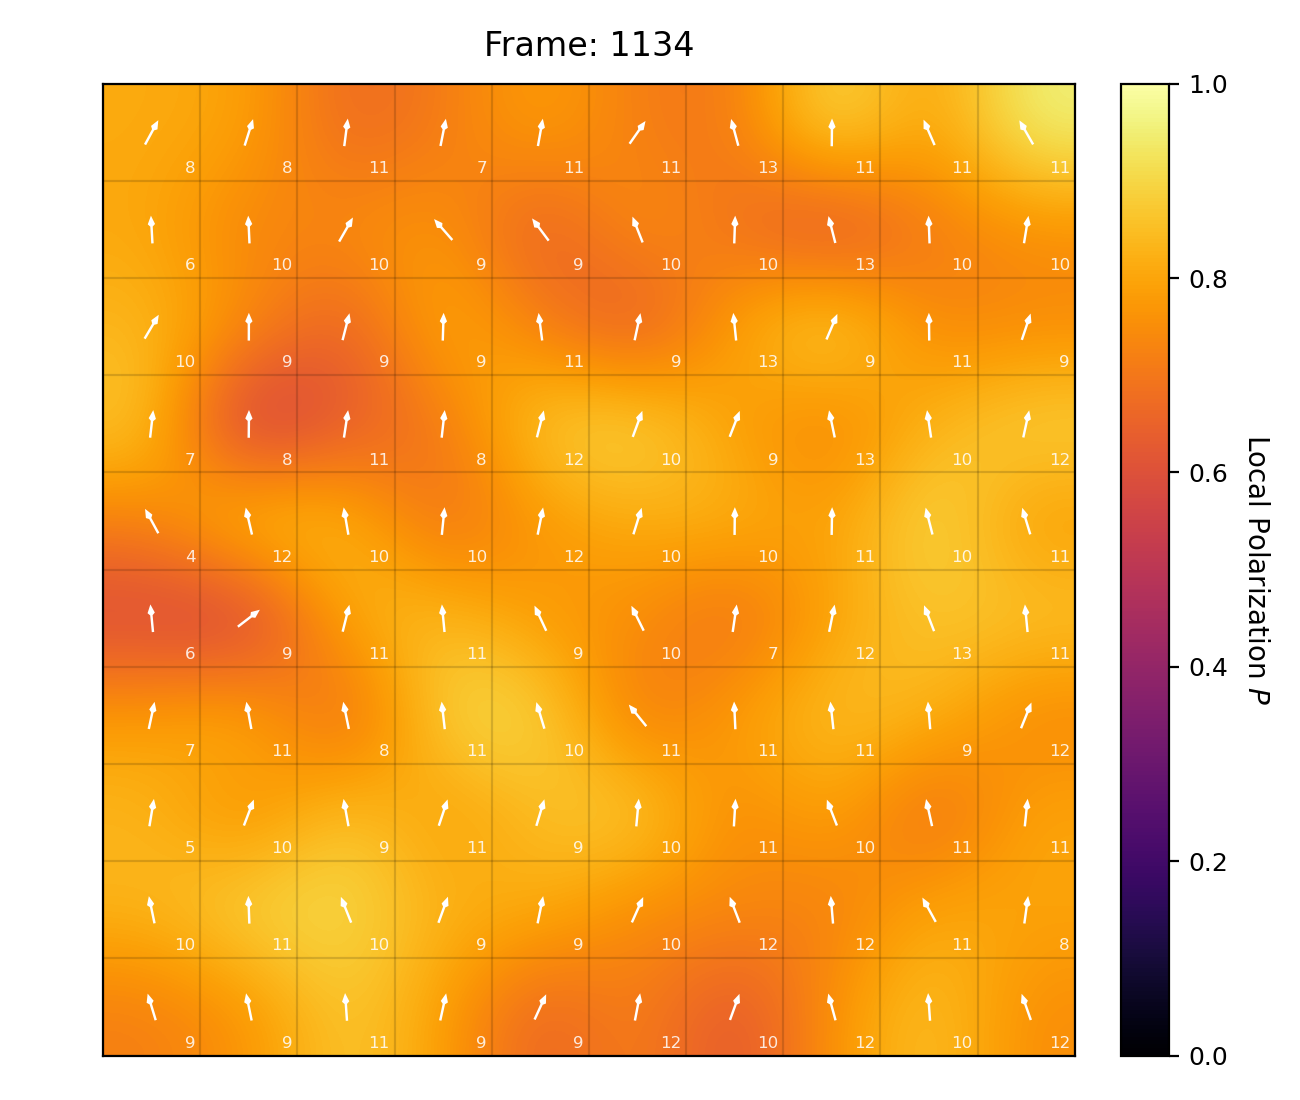 Frame: 1134
8 8 11 7 11 11 13 11 11 11
6 10 10 9 9 10 10 13 10 10
10 9 9 9 11 9 13 9 11 9
7 8 11 8 12 10 9 13 10 12
4 12 10 10 12 10 10 11 10 11
6 9 11 11 9 10 7 12 13 11
7 11 8 11 10 11 11 11 9 12
5 10 9 11 9 10 11 10 11 11
10 11 10 9 9 10 12 12 11 8
9 9 11 9 9 12 10 12 10 12
1.0
0.8
0.6
0.4
0.2
0.0
Local Polarization P